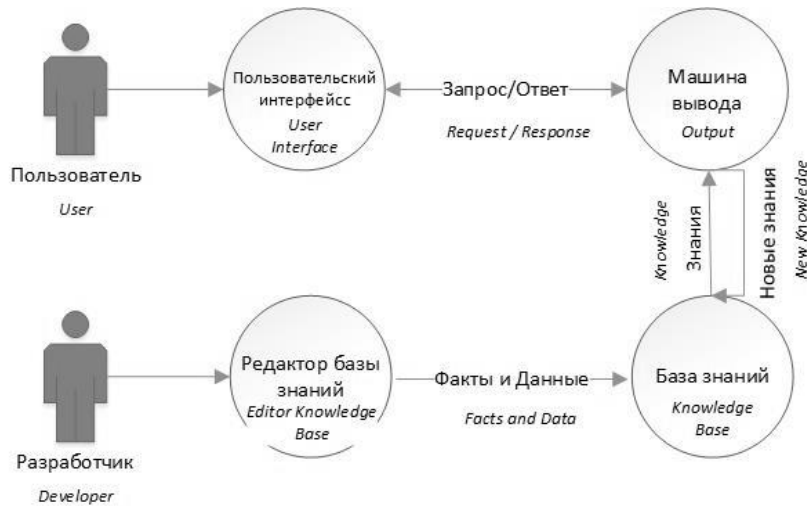 Пользователь
User
Пользовательский
интерфейсс
User
Interface
Запрос/Ответ
Request / Response
Машина
вывода
Output
Knowledge
Знания
Новые знания
New Knowledge
Разработчик
Developer
Редактор базы
знаний
Editor Knowledge
Base
Факты и Данные
Facts and Data
База знаний
Knowledge
Base